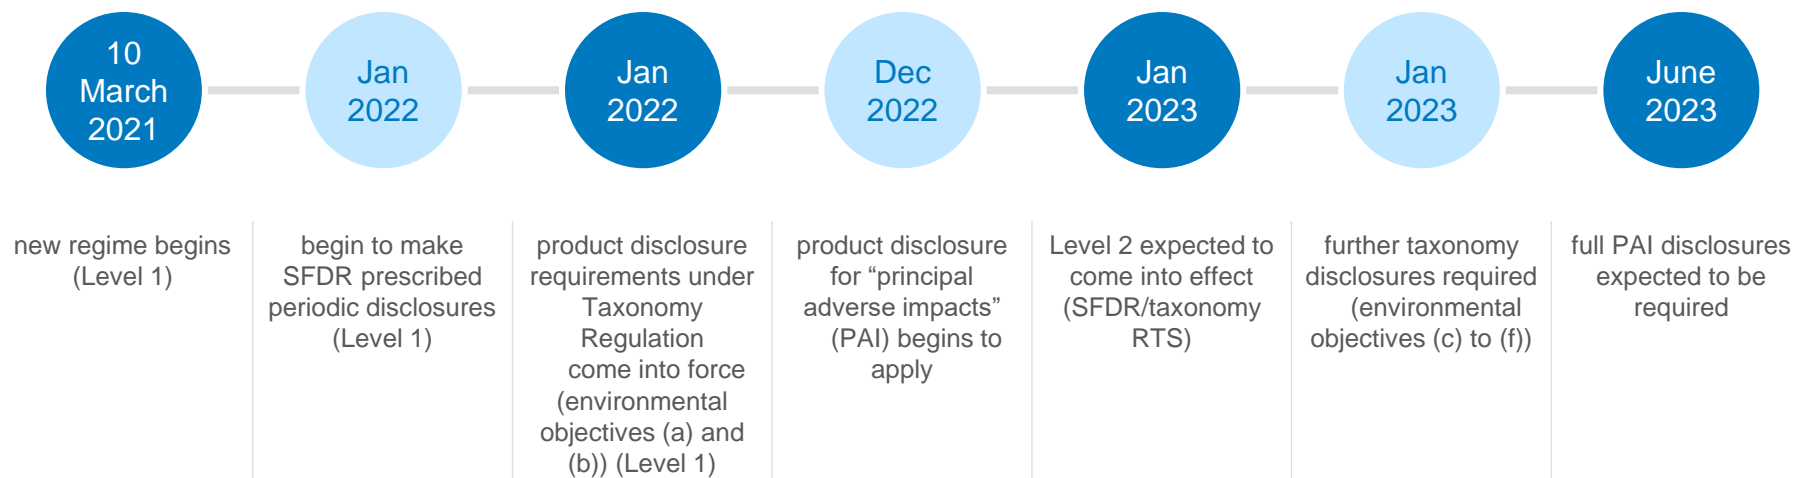 10
March
2021
Jan
2022
Jan
2022
Dec
2022
Jan
2023
Jan
2023
June
2023
new regime begins
(Level 1)
begin to make
SFDR prescribed
periodic disclosures
(Level 1)
product disclosure
requirements under
Taxonomy
Regulation
come into force
(environmental
objectives (a) and
(b)) (Level 1)
product disclosure
for “principal
adverse impacts”
(PAI) begins to
apply
Level 2 expected to
come into effect
(SFDR/taxonomy
RTS)
further taxonomy
disclosures required
(environmental
objectives (c) to (f))
full PAI disclosures
expected to be
required